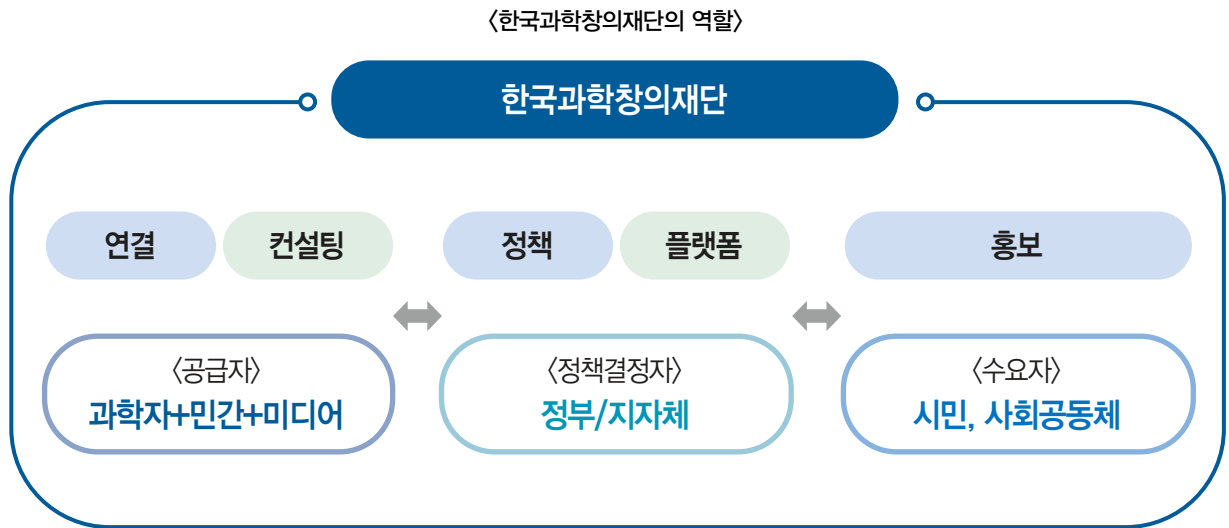 〈한국과학창의재단의 역할〉
한국과학창의재단
연결 컨설팅 정책 플랫폼 홍보
〈공급자〉 〈정책결정자〉 〈수요자〉
과학자+민간+미디어 정부/지자체 시민, 사회공동체